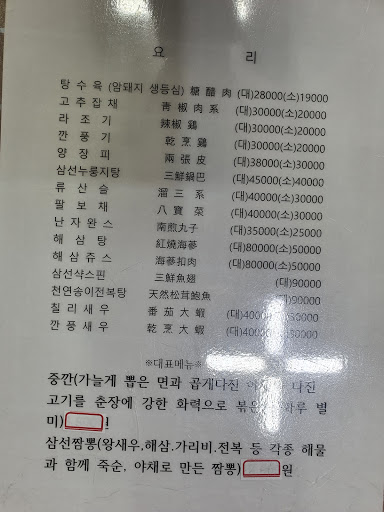 요 리
탕 수 육 (암돼지 생등심) 糖 醋 肉 (대)28000(소)19000
고 추 잡 채 靑 椒 肉 系 (대)30000(소)20000
라 조 기 辣椒 鷄 (대)30000(소)20000
깐 풍 기 乾 烹 鷄 (대)30000(소)20000
양 장 피 兩 張 皮 (대)38000(소)30000
삼선누룽지탕 三鮮鍋巴 (대)45000(소)40000
류 산 슬 溜 三 系 (대)40000(소)30000
팔 보 채 八 寶 菜 (대)40000(소)30000
난 자 완 스 南煎丸子 (대)35000(소)25000
해 삼 탕 紅燒海蔘 (대)80000(소)50000
해 삼 쥬 스 海蔘扣肉 (대)80000(소)50000
삼선샥스핀 三鮮魚翅 (대)90000
천연송이전복탕 天然松茸鮑魚 (대)90000
칠 리 새 우 番 茄 大 蝦
깐 풍 새 우 乾 烹 大 蝦
※대표메뉴※
중깐(가늘게 뽑은 면과 곱게다진 다진
고기를 춘장에 강한 화력으로 볶은 별
미)
삼선짬뽕(왕새우,해삼.가리비.전복 등 각종 해물
과 함께 죽순, 야채로 만든 짬뽕) 원